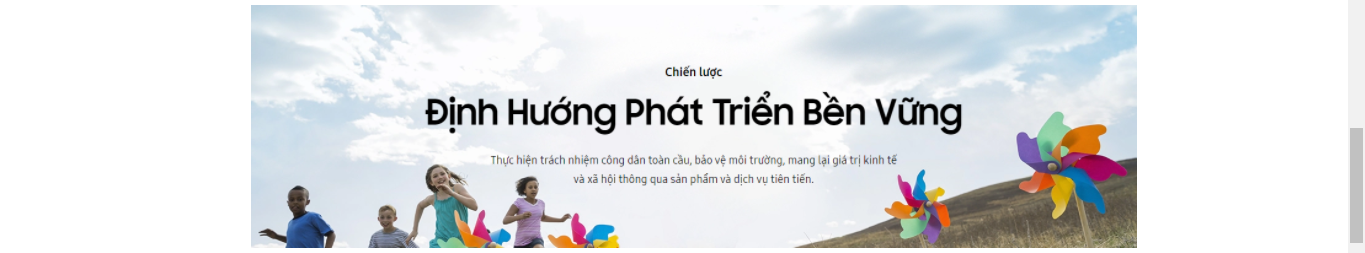 Chiến lược
Định Hướng Phát Triển Bền Vững
Thực hiện trách nhiệm công dân toàn cầu, bảo vệ môi trường, mang lại giá trị kinh tế
và xã hội thông qua sản phẩm và dịch vụ tiên tiến.